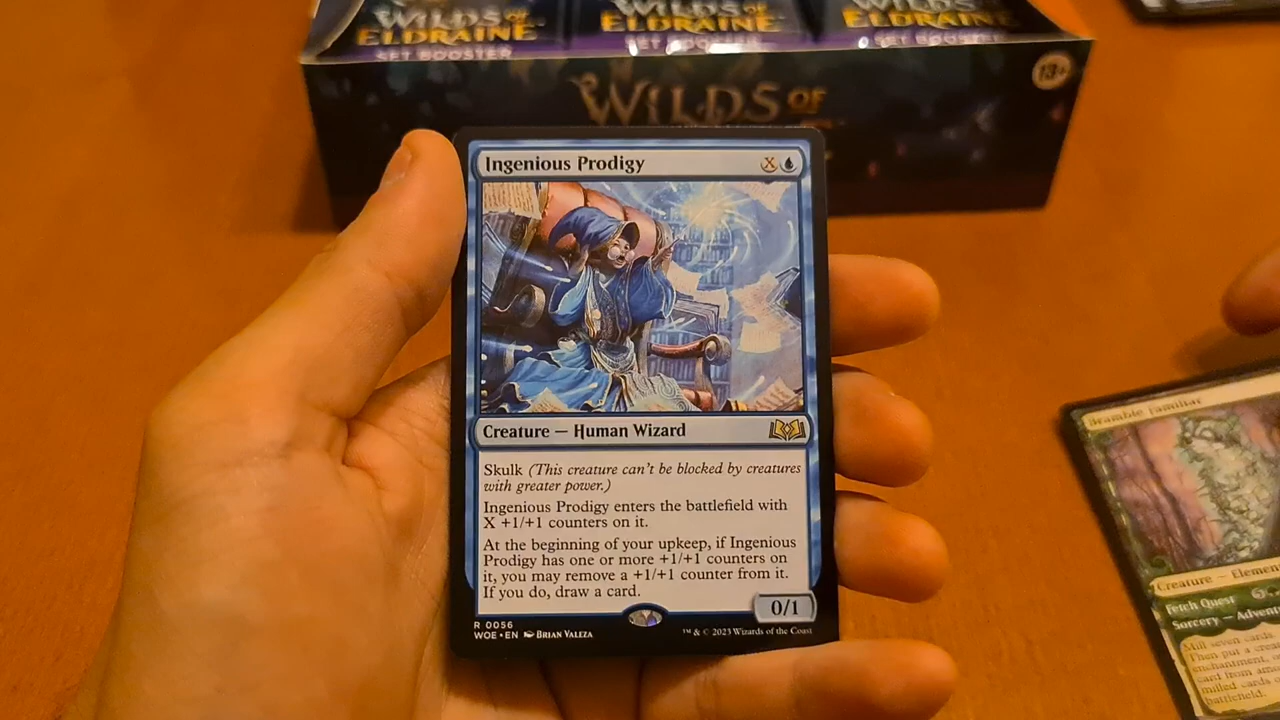 WILDS OF
ELDRAINE
SET BOOSTER
WILDS OF
ELDRAINE
SET BOOSTER
WILDS OF
ELDRAINE
SET BOOSTER
13+
WILDS OF
Ingenious Prodigy X
Creature — Human Wizard
Skulk (This creature can't be blocked by creatures
with greater power.)
Ingenious Prodigy enters the battlefield with
X +1/+1 counters on it.
At the beginning of your upkeep, if Ingenious
Prodigy has one or more +1/+1 counters on
it, you may remove a +1/+1 counter from it.
If you do, draw a card.
0/1
R 0056
WOE • EN BRIAN VALEZA
™ & © 2023 Wizards of the Coast
Bramble Familiar
Creature — Element
Fetch Quest 5
Sorcery — Advent
Mill seven cards.
Then put a crea
enchantment,
card from amo
milled cards
battlefield.